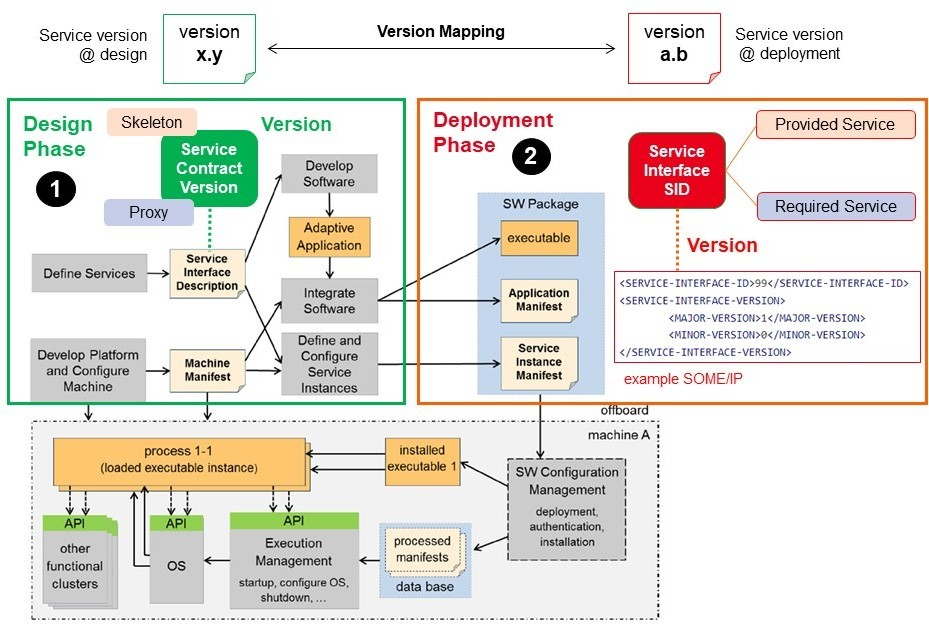 Service version
@ design
version
x.y
Version Mapping
version
a.b
Service version
@ deployment
Design
Phase
1
Skeleton
Service
Contract
Version
Proxy
Version
Develop
Software
Adaptive
Application
Define Services
Service
Interface
Description
Integrate
Software
Develop Platform
and Configure
Machine
Machine
Manifest
Define and
Configure
Service
Instances
Deployment
Phase
2
SW Package
executable
Application
Manifest
Service
Instance
Manifest
Service
Interface
SID
Provided Service
Required Service
Version
<SERVICE-INTERFACE-ID>99</SERVICE-INTERFACE-ID>
<SERVICE-INTERFACE-VERSION>
<MAJOR-VERSION>1</MAJOR-VERSION>
<MINOR-VERSION>0</MINOR-VERSION>
</SERVICE-INTERFACE-VERSION>
example SOME/IP
offboard
machine A
process 1-1
(loaded executable instance)
installed
executable 1
SW Configuration
Management
deployment,
authentication,
installation
API
other
functional
clusters
API
OS
API
Execution
Management
startup, configure OS,
shutdown, ...
processed
manifests
data base